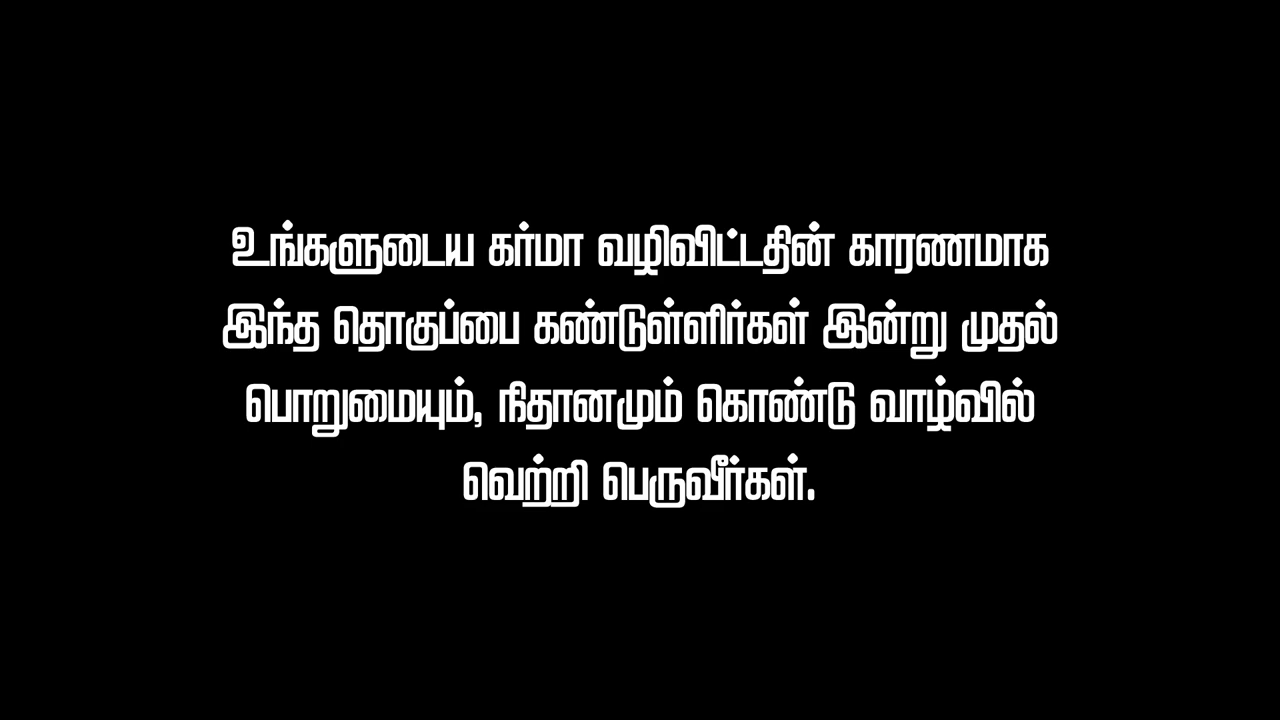 உங்களுடைய கர்மா வழிவிட்டதின் காரணமாக
இந்த தொகுப்பை கண்டுள்ளிர்கள் இன்று முதல்
பொறுமையும், நிதானமும் கொண்டு வாழ்வில்
வெற்றி பெருவீர்கள்.